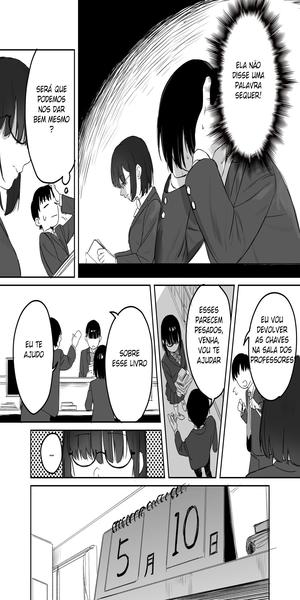 ELA NÃO
DISSE UMA
PALAVRA
SEQUER!
SERÁ QUE
PODEMOS
NOS DAR
BEM MESMO
?
EU VOU
DEVOLVER
AS CHAVES
NA SALA DOS
PROFESSORES
ESSES
PARECEM
PESADOS,
VENHA,
VOU TE
AJUDAR
SOBRE
ESSE LIVRO
EU TE
AJUDO
..
5月10日